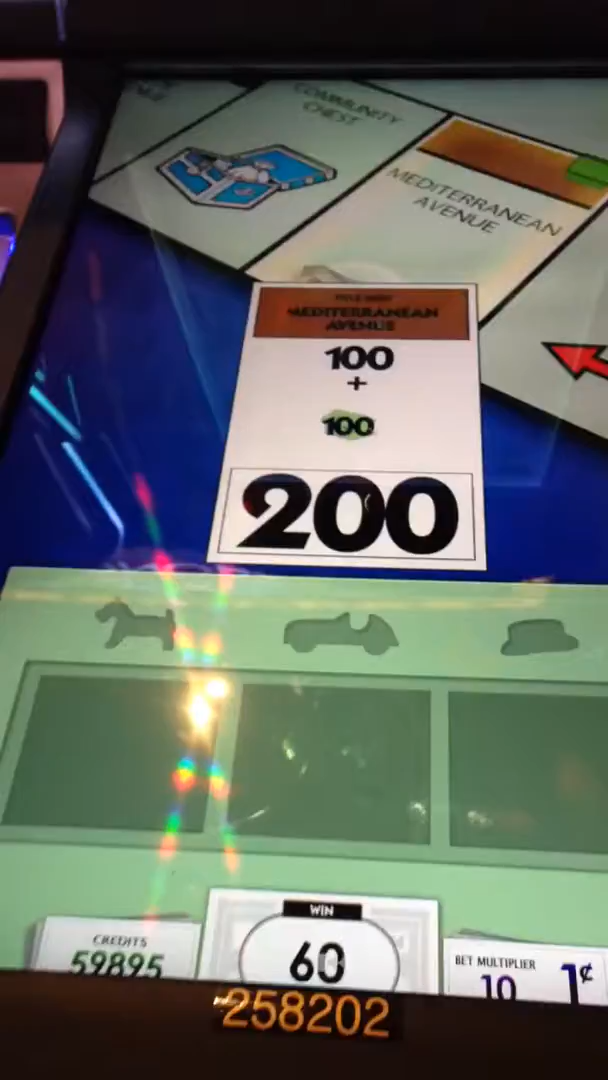 COMMUNITY
CHEST
MEDITERRANEAN
AVENUE
MEDITERRANEAN
AVENUE
100
+
100
200
WIN
60
CREDITS
59895
BET MULTIPLIER
10
1¢
258202